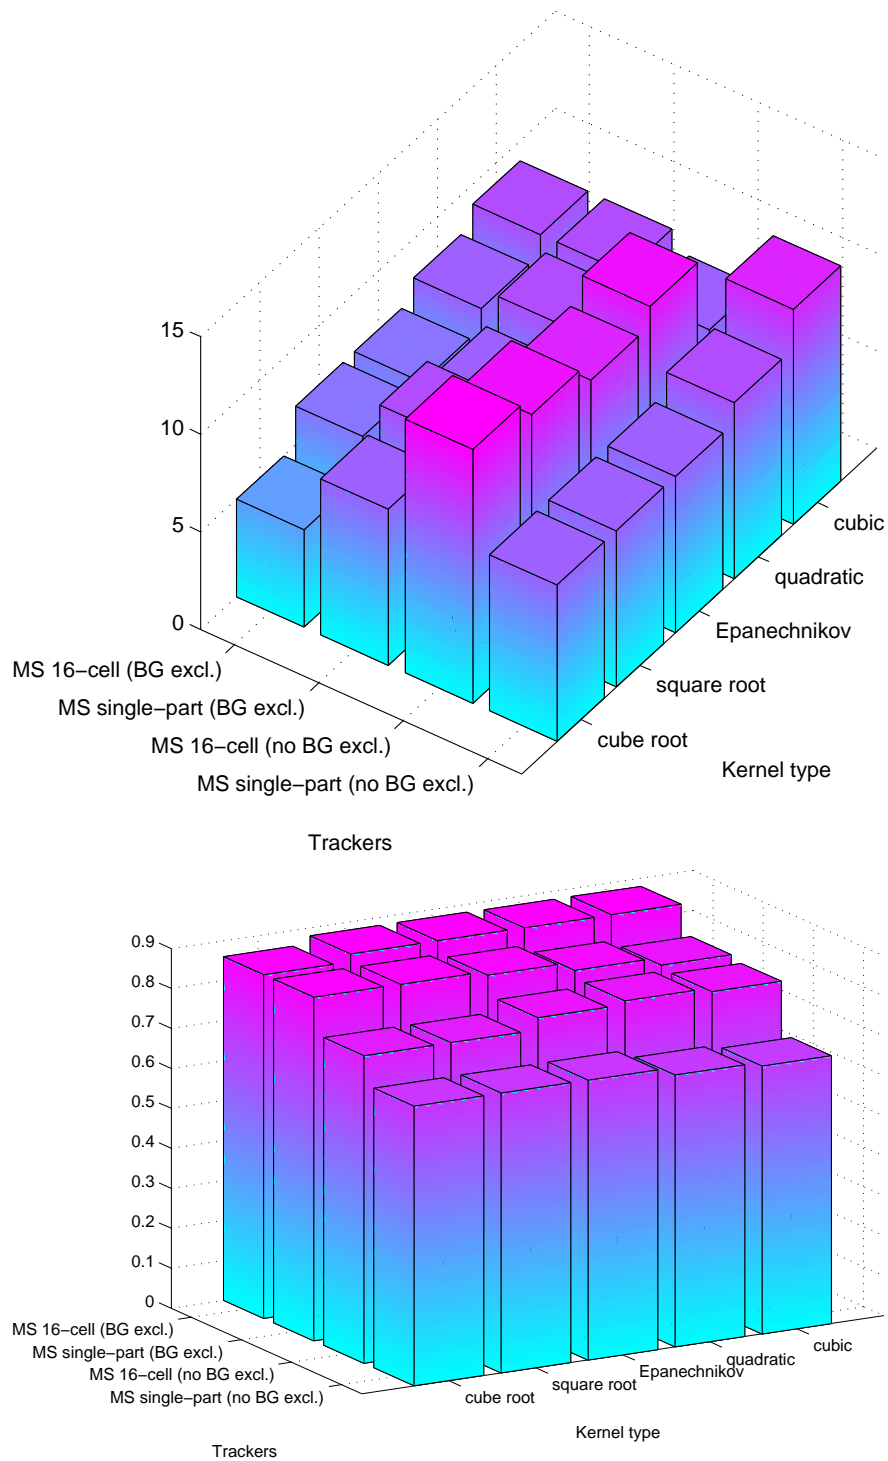 15
10
5
0
MS 16−cell (BG excl.)
MS single−part (BG excl.)
MS 16−cell (no BG excl.)
MS single−part (no BG excl.)
cubic
quadratic
Epanechnikov
square root
cube root
Kernel type
Trackers
0.9
0.8
0.7
0.6
0.5
0.4
0.3
0.2
0.1
0
MS 16−cell (BG excl.)
MS single−part (BG excl.)
MS 16−cell (no BG excl.)
MS single−part (no BG excl.)
cubic
quadratic
Epanechnikov
square root
cube root
Kernel type
Trackers